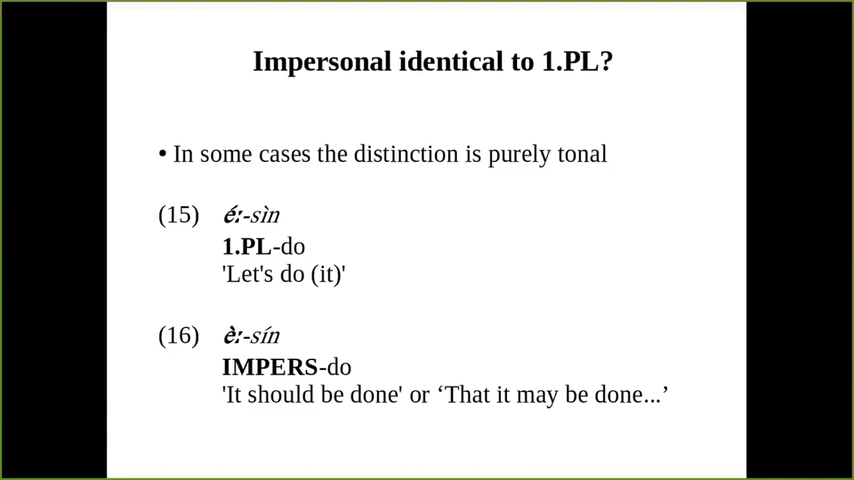 Impersonal identical to 1.PL?
• In some cases the distinction is purely tonal
(15) éː-sìn
1.PL-do
'Let's do (it)'
(16) èː-sín
IMPERS-do
'It should be done' or ‘That it may be done...’